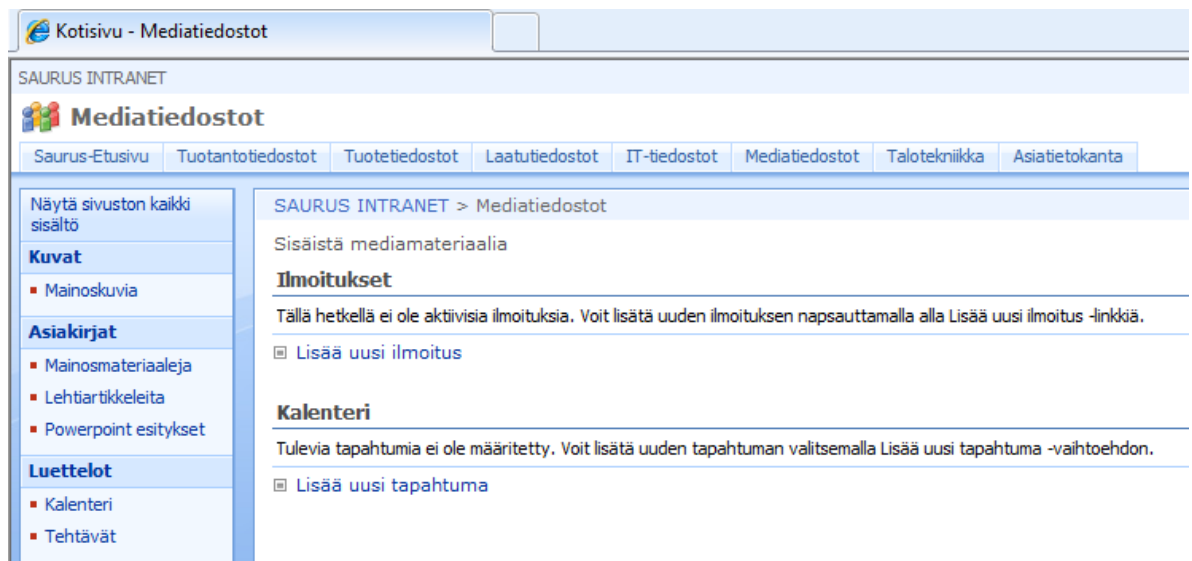 Kotisivu - Mediatiedostot
SAURUS INTRANET
Mediatiedostot
Saurus-Etusivu Tuotantotiedostot Tuotetiedostot Laatutiedostot IT-tiedostot Mediatiedostot Talotekniikka Asiatietokanta
Näytä sivuston kaikki
sisältö
Kuvat
Mainoskuvia
Asiakirjat
Mainosmateriaaleja
Lehtiartikkeleita
Powerpoint esitykset
Luettelot
Kalenteri
Tehtävät
SAURUS INTRANET > Mediatiedostot
Sisäistä mediamateriaalia
Ilmoitukset
Tällä hetkellä ei ole aktiivisia ilmoituksia. Voit lisätä uuden ilmoituksen napsauttamalla alla Lisää uusi ilmoitus -linkkiä.
Lisää uusi ilmoitus
Kalenteri
Tulevia tapahtumia ei ole määritetty. Voit lisätä uuden tapahtuman valitsemalla Lisää uusi tapahtuma -vaihtoehdon.
Lisää uusi tapahtuma